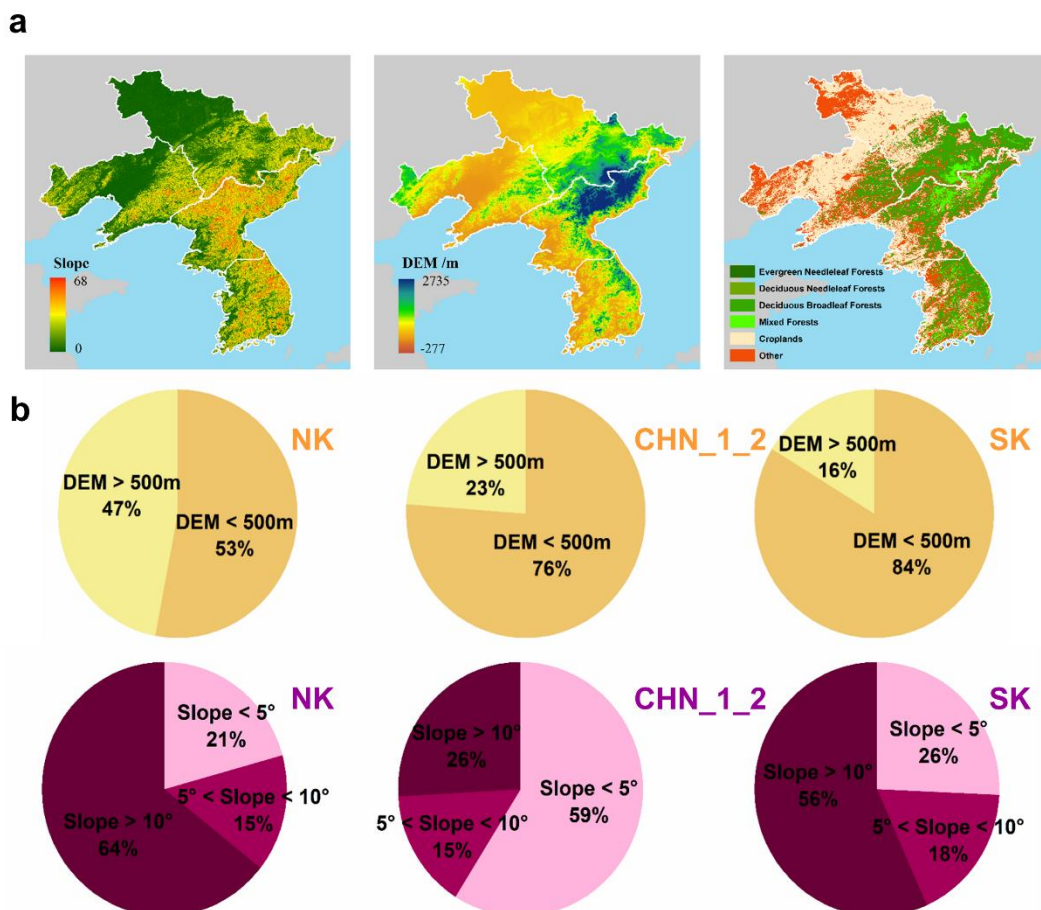 a
Slope
68
0
DEM /m
2735
-277
Evergreen Needleleaf Forests
Deciduous Needleleaf Forests
Deciduous Broadleaf Forests
Mixed Forests
Croplands
Other
b
NK
DEM > 500m
47%
DEM < 500m
53%
CHN_1_2
DEM > 500m
23%
DEM < 500m
76%
SK
DEM > 500m
16%
DEM < 500m
84%
NK
Slope < 5°
21%
5° < Slope < 10°
15%
Slope > 10°
64%
CHN_1_2
Slope > 10°
26%
Slope < 5°
59%
5° < Slope < 10°
15%
SK
Slope < 5°
26%
Slope > 10°
56%
5° < Slope < 10°
18%